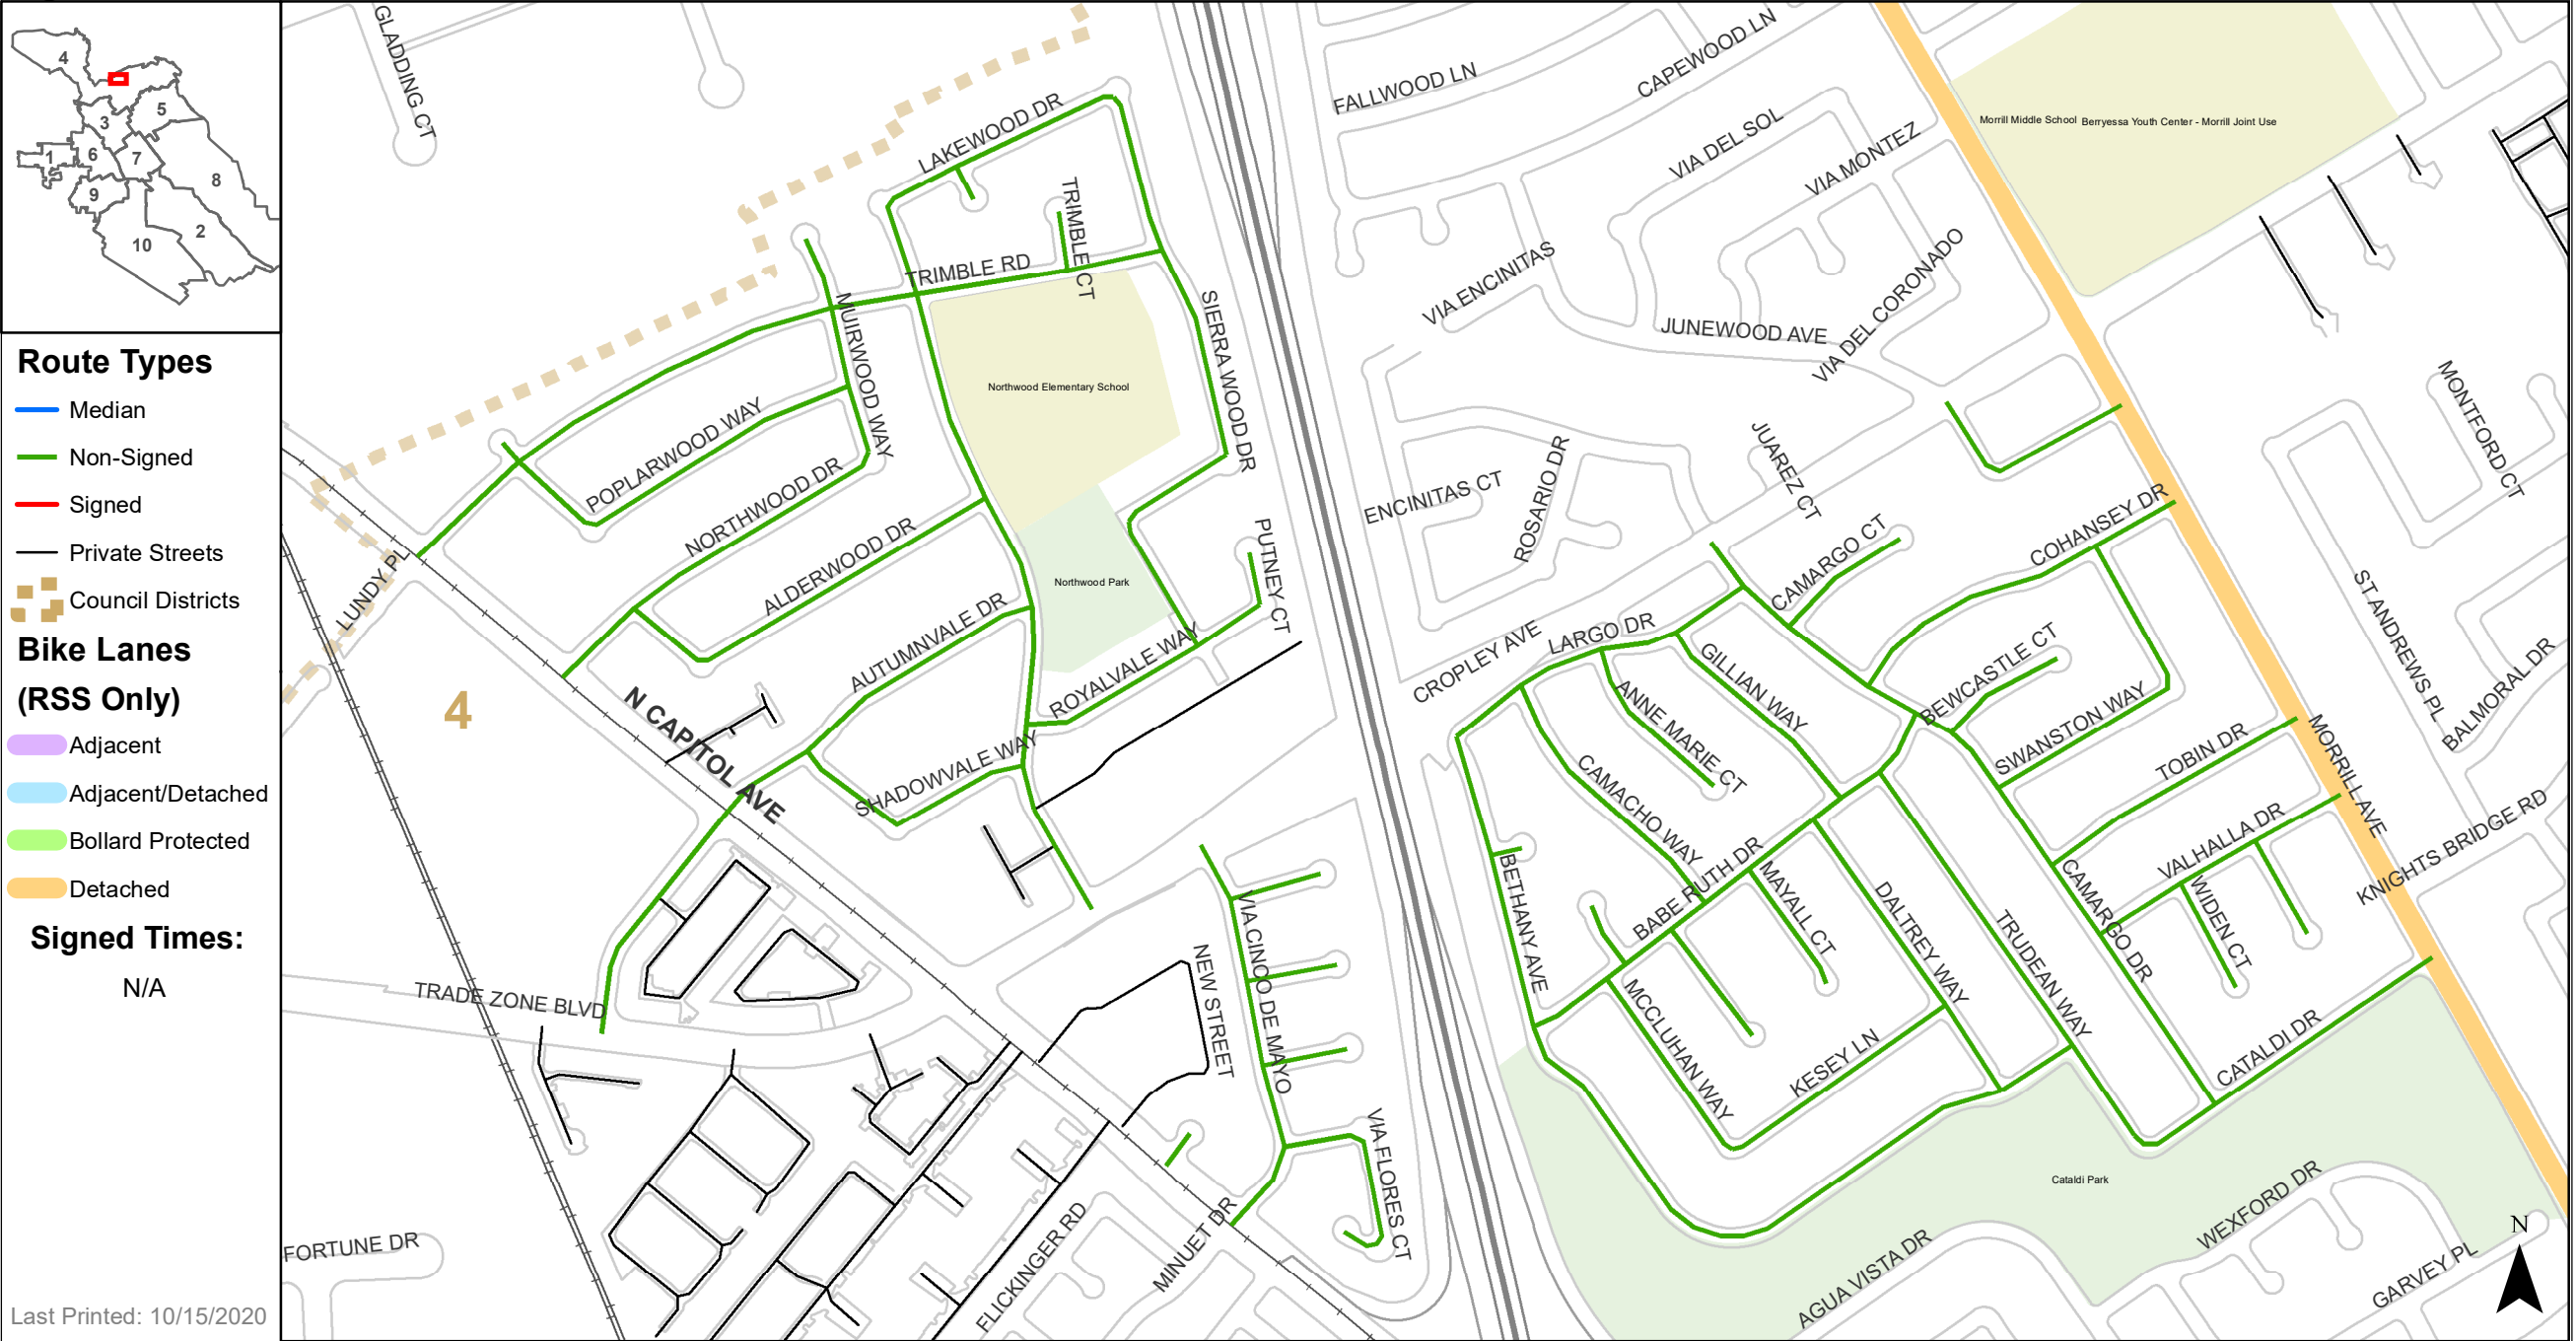 4
5
3
1
6
7
8
9
2
10
Route Types
Median
Non-Signed
Signed
Private Streets
Council Districts
Bike Lanes
(RSS Only)
Adjacent
Adjacent/Detached
Bollard Protected
Detached
Signed Times:
N/A
Last Printed: 10/15/2020
GLADDING CT
LAKEWOOD DR
TRIMBLE CT
TRIMBLE RD
MUIRWOOD WAY
SIERRAWOOD DR
Northwood Elementary School
POPLARWOOD WAY
NORTHWOOD DR
ALDERWOOD DR
AUTUMNVALE DR
Northwood Park
PUTNEY CT
ROYALVALE WAY
SHADOWVALE WAY
LUNDY PL
4
N CAPITOL AVE
TRADE ZONE BLVD
FORTUNE DR
FLICKINGER RD
MINUET DR
NEW STREET
VIA CINCO DE MAYO
VIA FLORES CT
FALLWOOD LN
CAPEWOOD LN
VIA DEL SOL
VIA MONTEZ
VIA ENCINITAS
JUNEWOOD AVE
VIA DEL CORONADO
Morrill Middle School
Berryessa Youth Center - Morrill Joint Use
MONTFORD CT
JUAREZ CT
ROSARIO DR
ENCINITAS CT
CAMARGO CT
COHANSEY DR
CROPLEY AVE
LARGO DR
GILLIAN WAY
ANNE MARIE CT
CAMACHO WAY
BEWCASTLE CT
SWANSTON WAY
TOBIN DR
VALHALLA DR
MORRILL AVE
ST ANDREWS PL
BALMORAL DR
KNIGHTS BRIDGE RD
BETHANY AVE
BABE RUTH DR
MAYALL CT
DALTREY WAY
TRUDEAN WAY
CAMARGO DR
WIDEN CT
MCCLUHAN WAY
KESEY LN
CATALDI DR
Cataldi Park
WEXFORD DR
AGUA VISTA DR
GARVEY PL
N